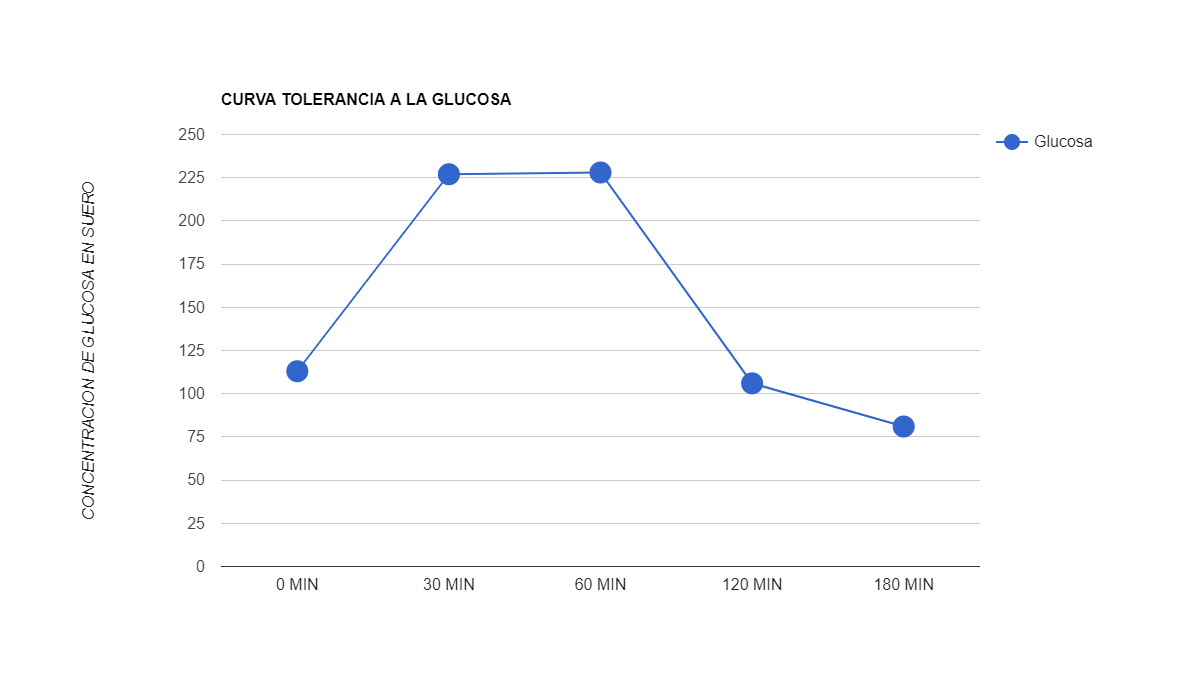 CURVA TOLERANCIA A LA GLUCOSA
Glucosa
CONCENTRACION DE GLUCOSA EN SUERO
250
225
200
175
150
125
100
75
50
25
0
0 MIN 30 MIN 60 MIN 120 MIN 180 MIN